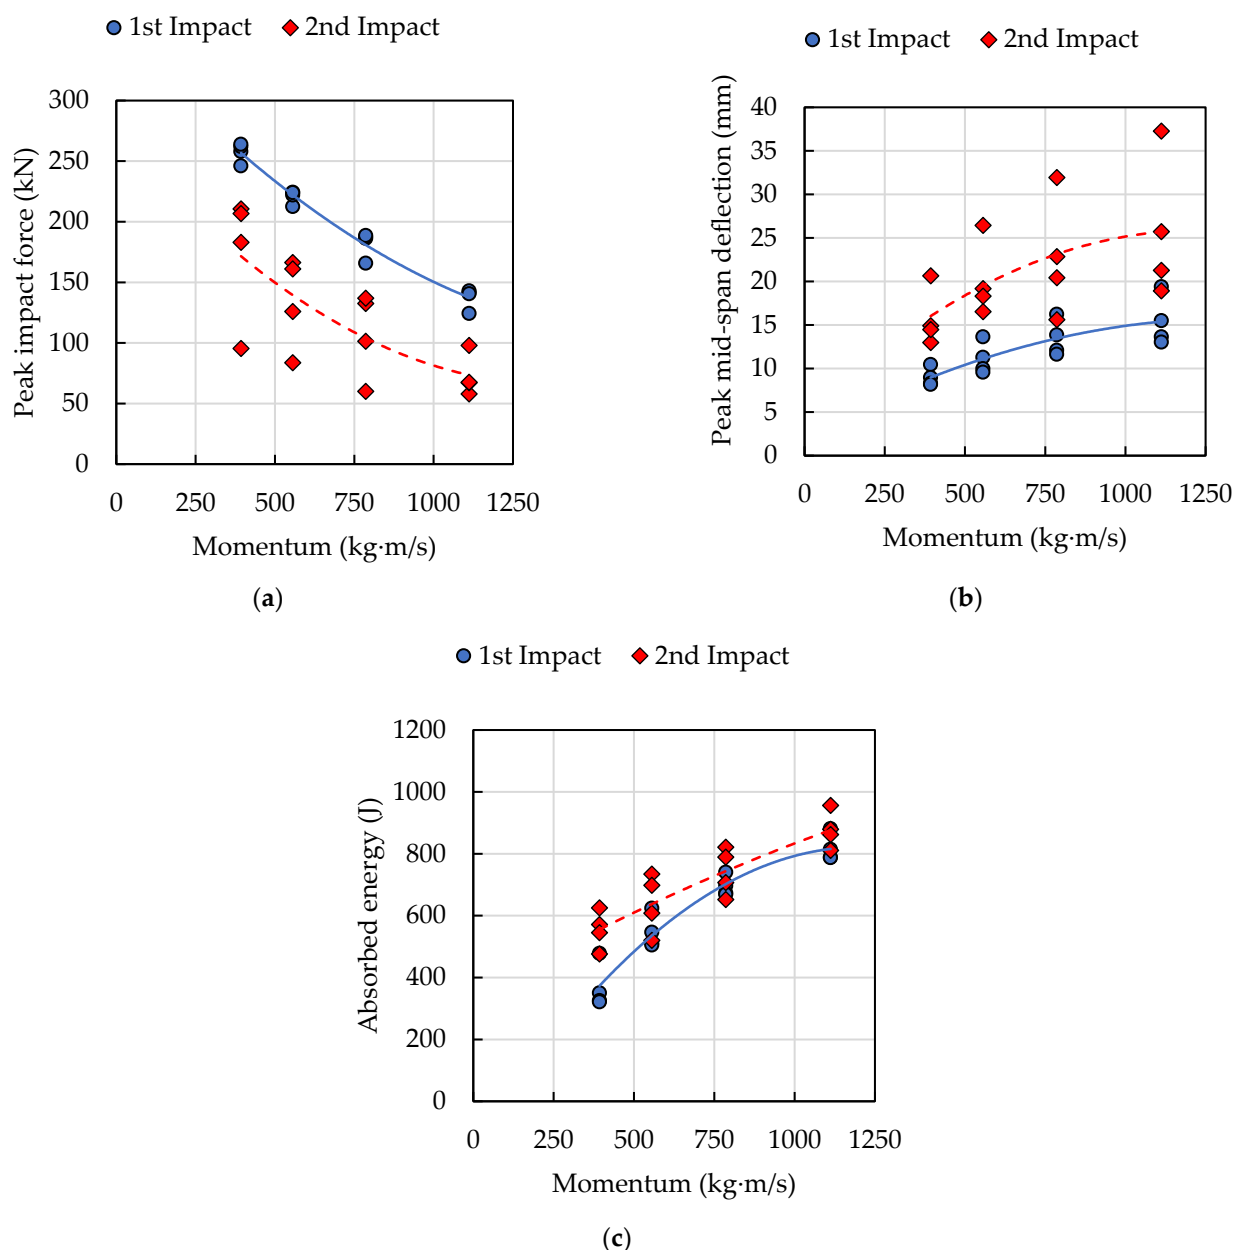 1st Impact 2nd Impact
Peak impact force (kN)
300
250
200
150
100
50
0
0 250 500 750 1000 1250
Momentum (kg·m/s)
(a)
1st Impact 2nd Impact
Peak mid-span deflection (mm)
40
35
30
25
20
15
10
5
0
0 250 500 750 1000 1250
Momentum (kg·m/s)
(b)
1st Impact 2nd Impact
Absorbed energy (J)
1200
1000
800
600
400
200
0
0 250 500 750 1000 1250
Momentum (kg·m/s)
(c)